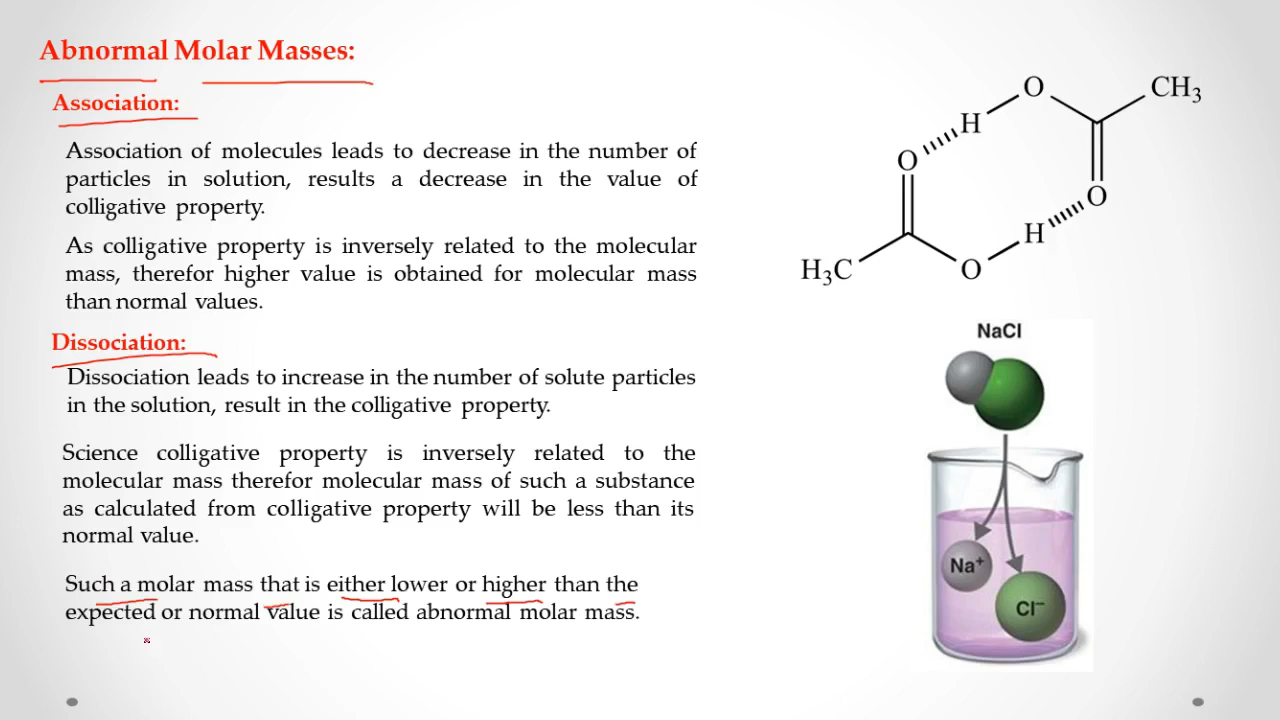 Abnormal Molar Masses:
Association:
Association of molecules leads to decrease in the number of
particles in solution, results a decrease in the value of
colligative property.
As colligative property is inversely related to the molecular
mass, therefor higher value is obtained for molecular mass
than normal values.
Dissociation:
Dissociation leads to increase in the number of solute particles
in the solution, result in the colligative property.
Science colligative property is inversely related to the
molecular mass therefor molecular mass of such a substance
as calculated from colligative property will be less than its
normal value.
Such a molar mass that is either lower or higher than the
expected or normal value is called abnormal molar mass.
O CH₃
H
O
O
H
H₃C O
NaCl
Na⁺
Cl⁻